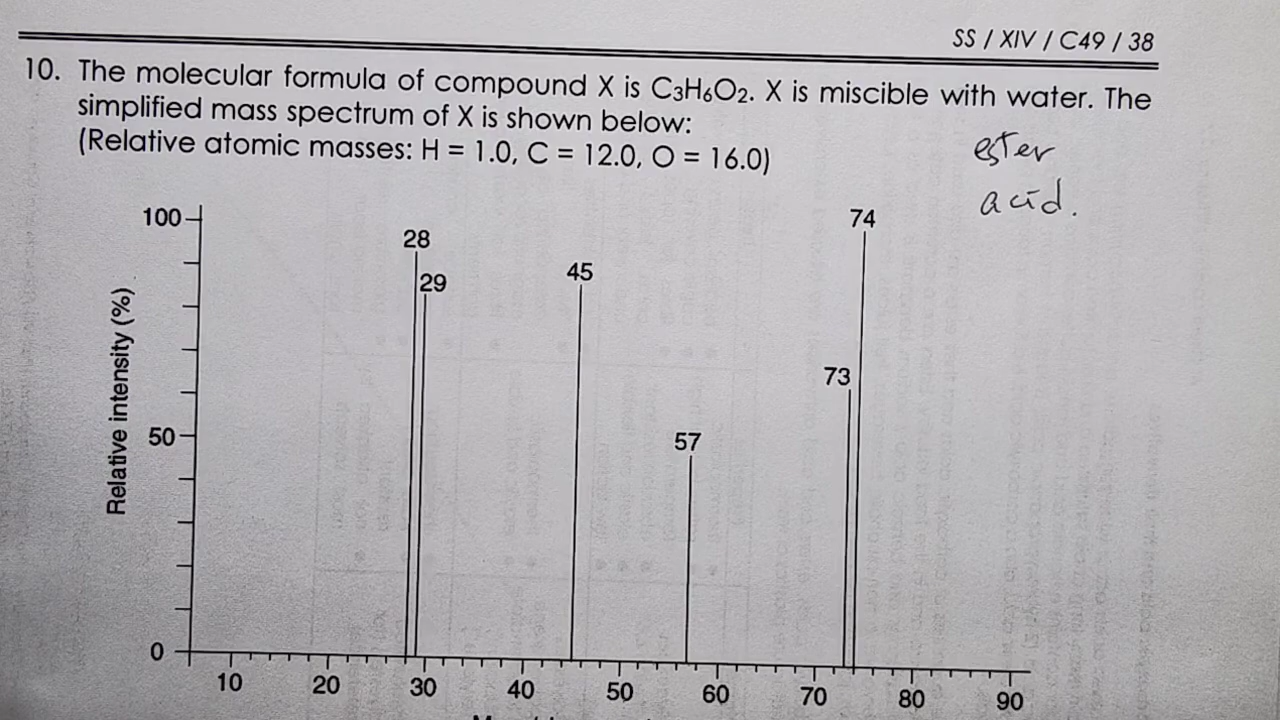 SS / XIV / C49 / 38
10. The molecular formula of compound X is C₃H₆O₂. X is miscible with water. The
simplified mass spectrum of X is shown below:
(Relative atomic masses: H = 1.0, C = 12.0, O = 16.0)
ester
acid.
100
74
28
45
29
73
Relative intensity (%)
50
57
0
10 20 30 40 50 60 70 80 90